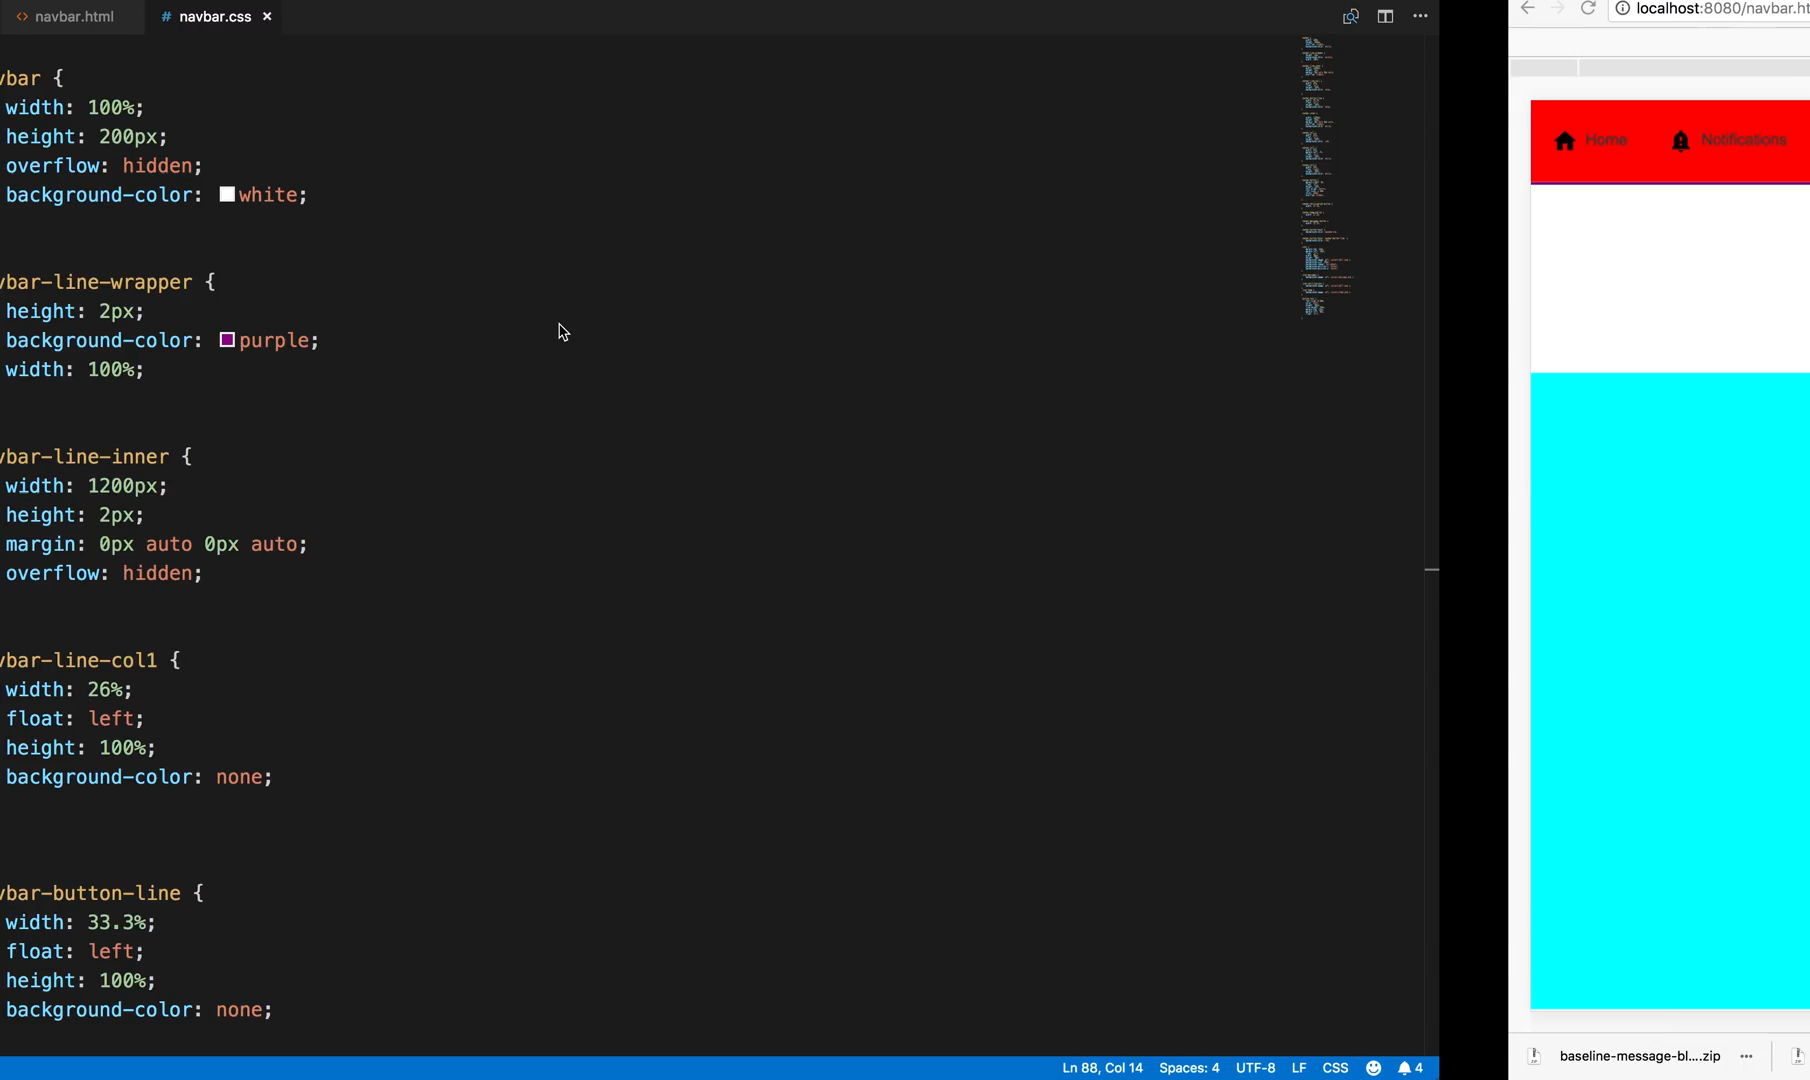 navbar.html
# navbar.css ×
localhost:8080/navbar.ht
vbar {
width: 100%;
height: 200px;
overflow: hidden;
background-color: white;
vbar-line-wrapper {
height: 2px;
background-color: purple;
width: 100%;
vbar-line-inner {
width: 1200px;
height: 2px;
margin: 0px auto 0px auto;
overflow: hidden;
vbar-line-col1 {
width: 26%;
float: left;
height: 100%;
background-color: none;
vbar-button-line {
width: 33.3%;
float: left;
height: 100%;
background-color: none;
Home Notifications
Ln 88, Col 14 Spaces: 4 UTF-8 LF CSS 4
baseline-message-bl....zip